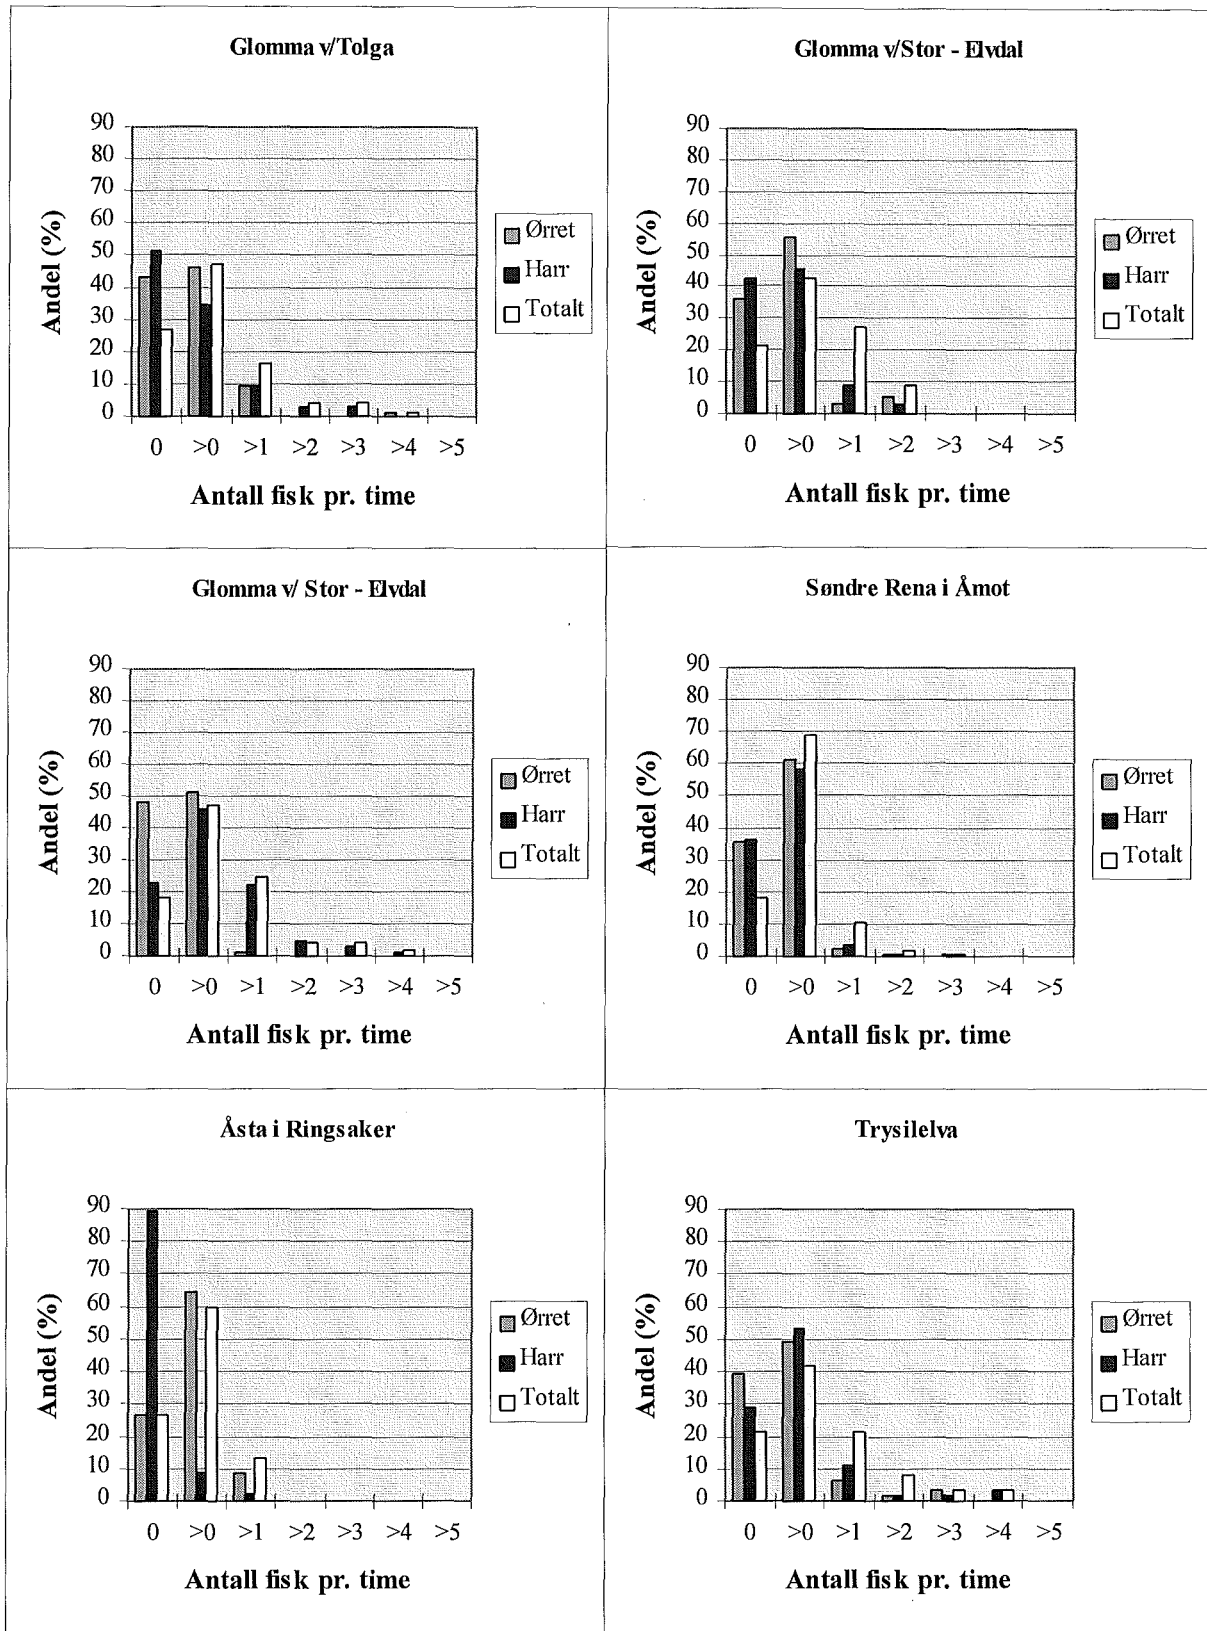 Glomma v/Tolga
90
80
70
60
50
40
30
20
10
0
Andel (%)
0 >0 >1 >2 >3 >4 >5
Antall fisk pr. time
Ørret
Harr
Totalt
Glomma v/Stor - Elvdal
90
80
70
60
50
40
30
20
10
0
Andel (%)
0 >0 >1 >2 >3 >4 >5
Antall fisk pr. time
Ørret
Harr
Totalt
Glomma v/ Stor - Elvdal
90
80
70
60
50
40
30
20
10
0
Andel (%)
0 >0 >1 >2 >3 >4 >5
Antall fisk pr. time
Ørret
Harr
Totalt
Søndre Rena i Åmot
90
80
70
60
50
40
30
20
10
0
Andel (%)
0 >0 >1 >2 >3 >4 >5
Antall fisk pr. time
Ørret
Harr
Totalt
Åsta i Ringsaker
90
80
70
60
50
40
30
20
10
0
Andel (%)
0 >0 >1 >2 >3 >4 >5
Antall fisk pr. time
Ørret
Harr
Totalt
Trysilelva
90
80
70
60
50
40
30
20
10
0
Andel (%)
0 >0 >1 >2 >3 >4 >5
Antall fisk pr. time
Ørret
Harr
Totalt